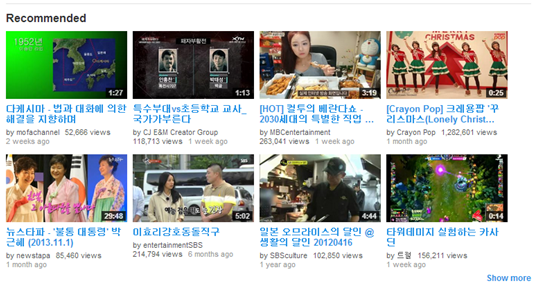 Recommended
1952년
1:27
1:13
3:19
CHRISTMAS
0:25
다케시마 - 법과 대화에 의한
해결을 지향하며
by mofachannel 52,666 views
2 weeks ago
특수부대vs초등학교 교사_
국가가부른다
by CJ E&M Creator Group
118,713 views 1 week ago
[HOT] 컬투의 베란다쇼 -
2030세대의 특별한 직업 ...
by MBCentertainment
263,041 views 1 week ago
[Crayon Pop] 크레용팝 '꾸
리스마스(Lonely Christ...
by Crayon Pop 1,282,601 views
1 month ago
29:48
5:02
4:44
6:14
뉴스타파 - '불통 대통령' 박
근혜 (2013.11.1)
by newstapa 85,460 views
1 month ago
이효리강호동돌직구
by entertainmentSBS
214,794 views 6 months ago
일본 오므라이스의 달인 @
생활의 달인 20120416
by SBSculture 102,850 views
1 year ago
타워데미지 실험하는 카사
딘
by 드렐 156,211 views
1 week ago
Show more